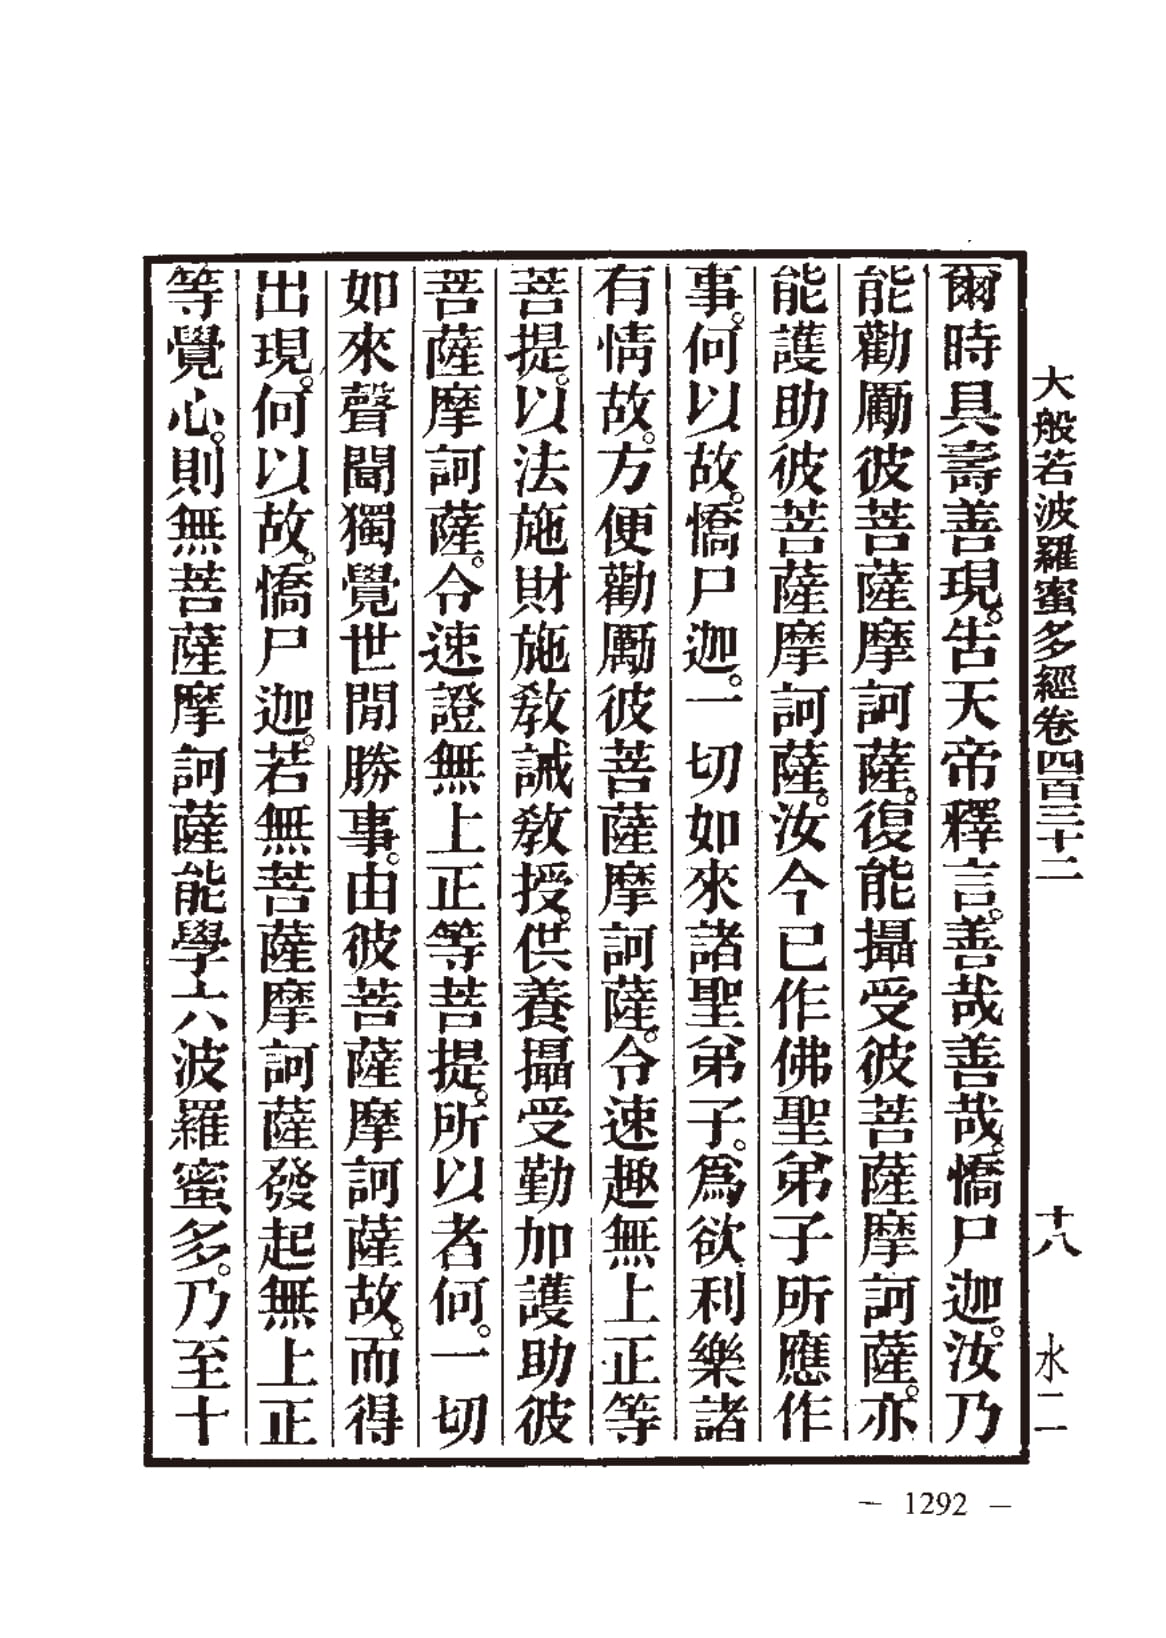 大般若波羅蜜多經卷四百三十二 十八 水二
爾時具壽善現。告天帝釋言。善哉善哉。憍尸迦。汝乃
能勸勵彼菩薩摩訶薩。復能攝受彼菩薩摩訶薩。亦
能護助彼菩薩摩訶薩。汝今已作佛聖弟子所應作
事。何以故。憍尸迦。一切如來諸聖弟子。爲欲利樂諸
有情故。方便勸勵彼菩薩摩訶薩。令速趣無上正等
菩提。以法施財施教誡教授。供養攝受勤加護助彼
菩薩摩訶薩。令速證無上正等菩提。所以者何。一切
如來聲聞獨覺世閒勝事。由彼菩薩摩訶薩故。而得
出現。何以故。憍尸迦。若無菩薩摩訶薩發起無上正
等覺心。則無菩薩摩訶薩能學六波羅蜜多。乃至十
— 1292 —